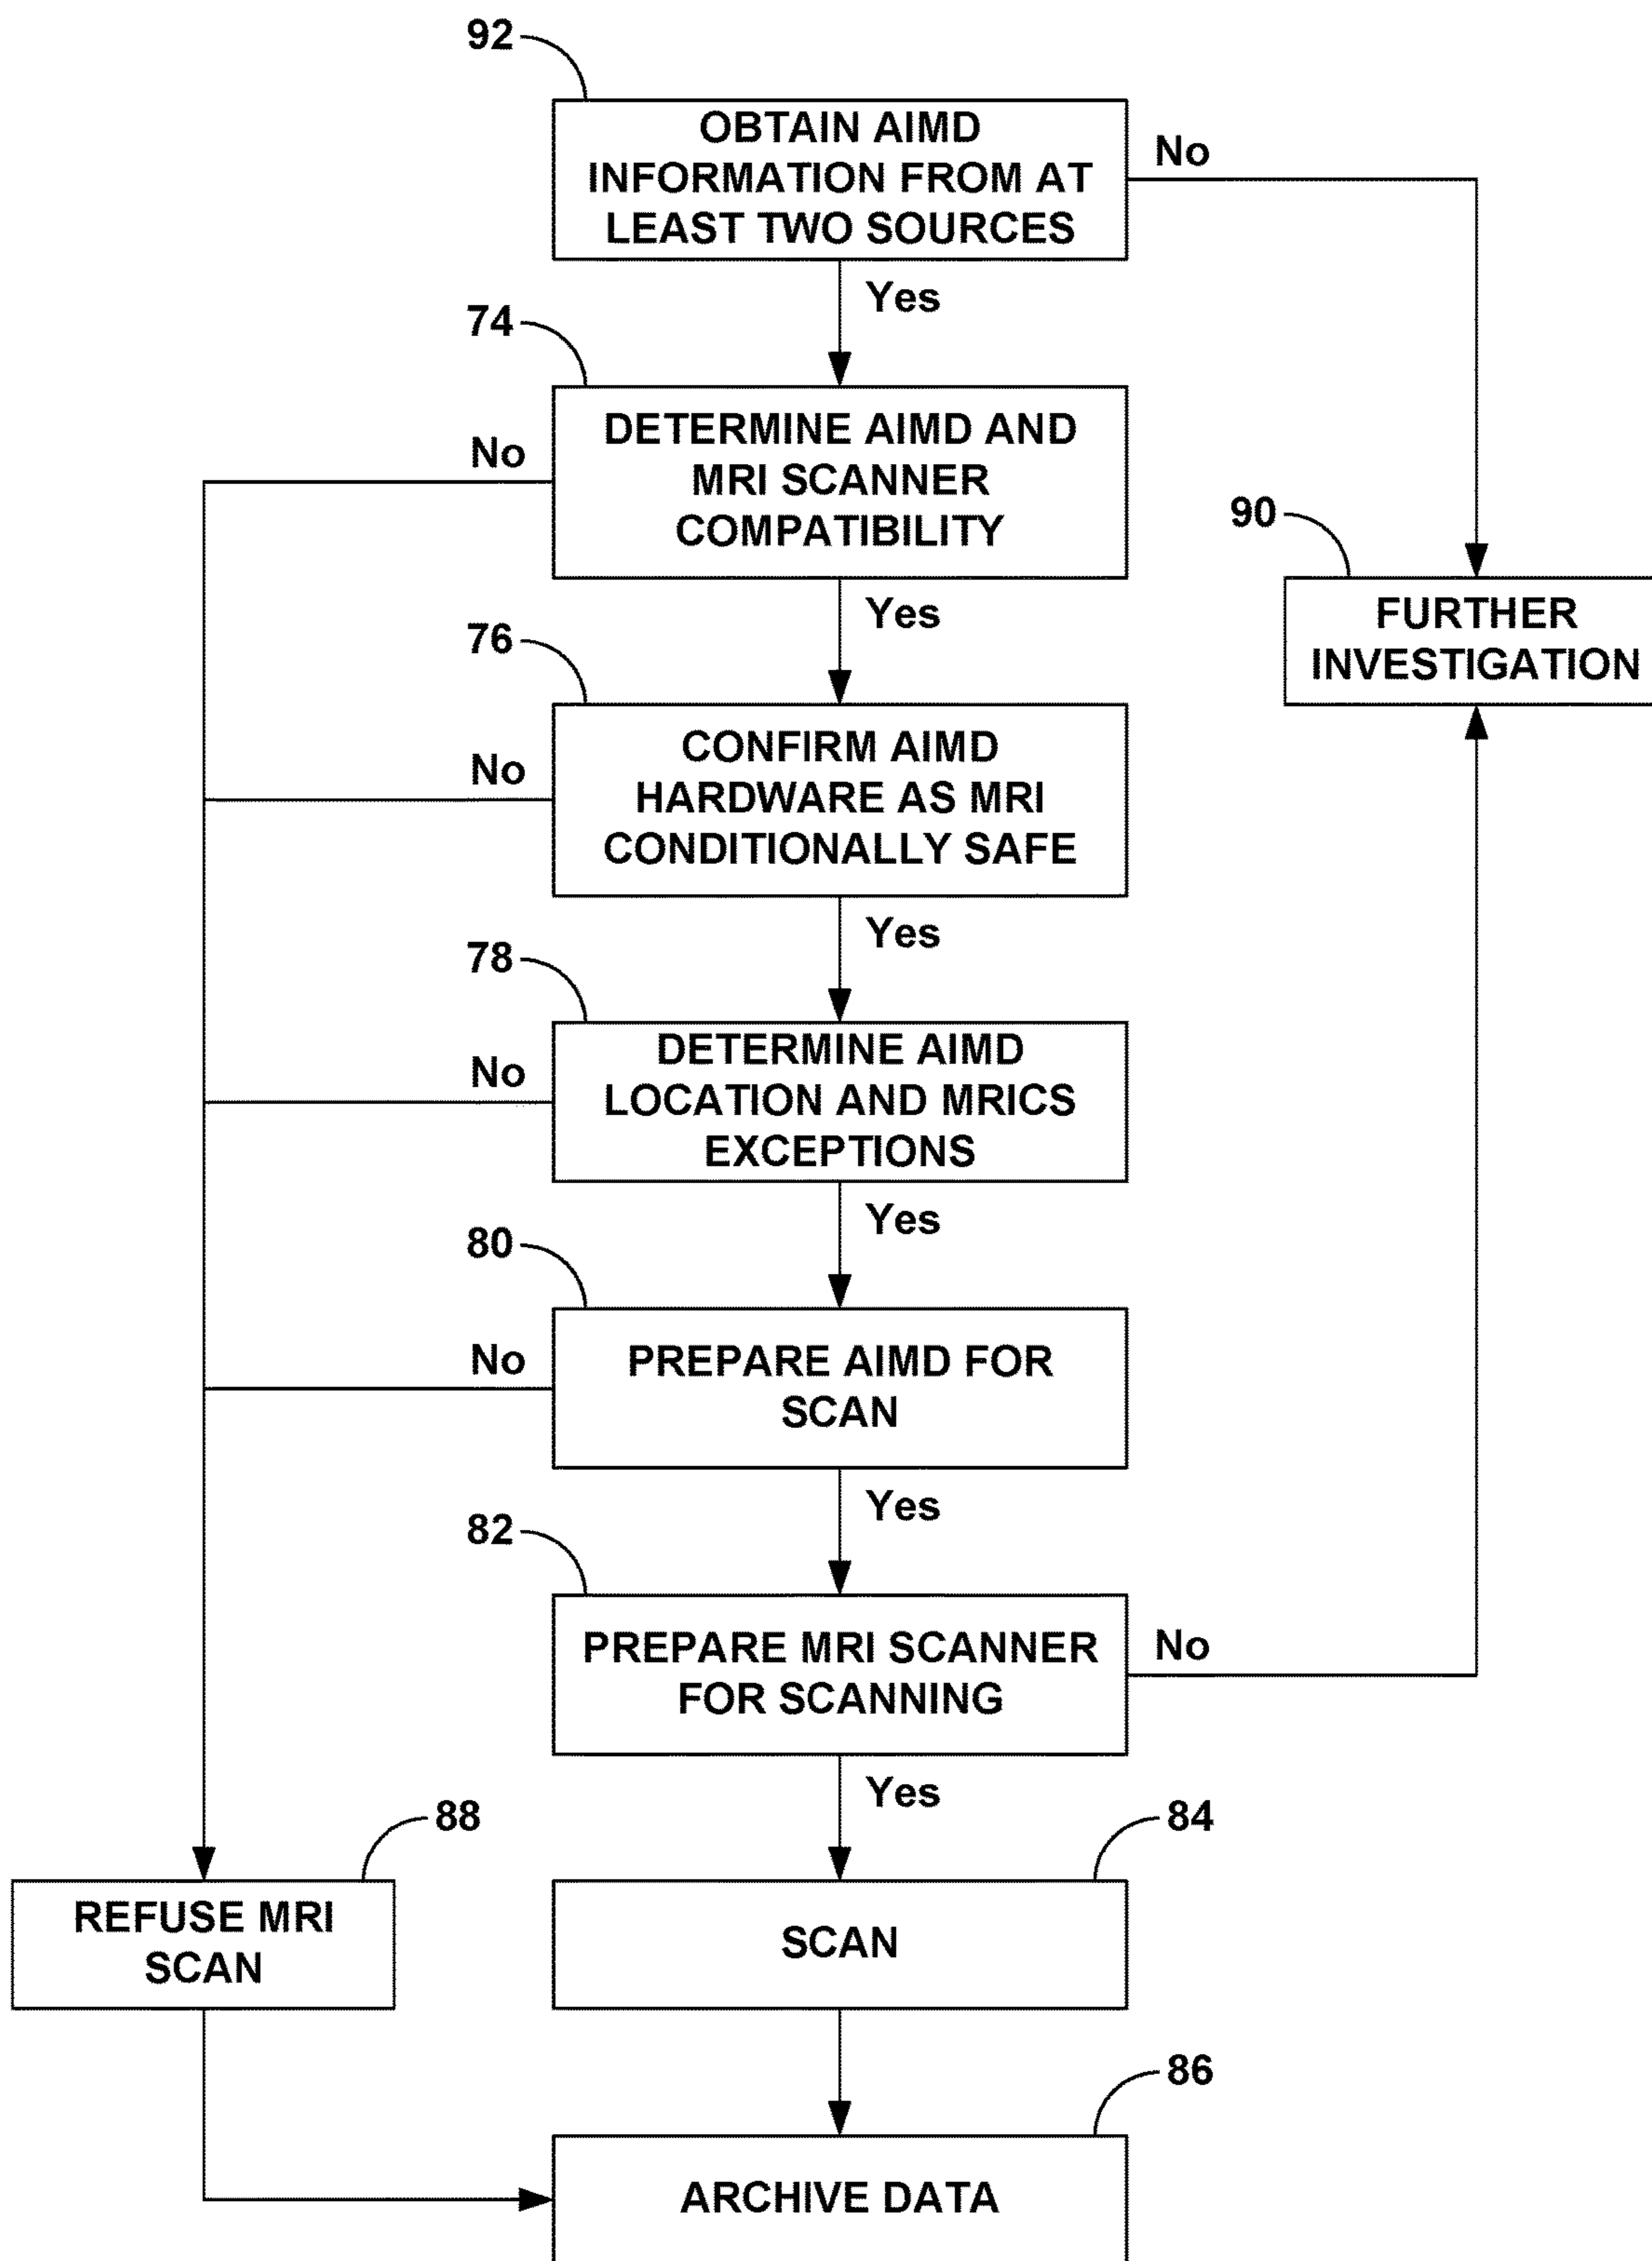 92
OBTAIN AIMD
INFORMATION FROM AT
LEAST TWO SOURCES
No
Yes
74
DETERMINE AIMD AND
MRI SCANNER
COMPATIBILITY
No
90
FURTHER
INVESTIGATION
Yes
76
CONFIRM AIMD
HARDWARE AS MRI
CONDITIONALLY SAFE
No
Yes
78
DETERMINE AIMD
LOCATION AND MRICS
EXCEPTIONS
No
Yes
80
PREPARE AIMD FOR
SCAN
No
Yes
82
PREPARE MRI SCANNER
FOR SCANNING
No
Yes
88
REFUSE MRI
SCAN
84
SCAN
86
ARCHIVE DATA